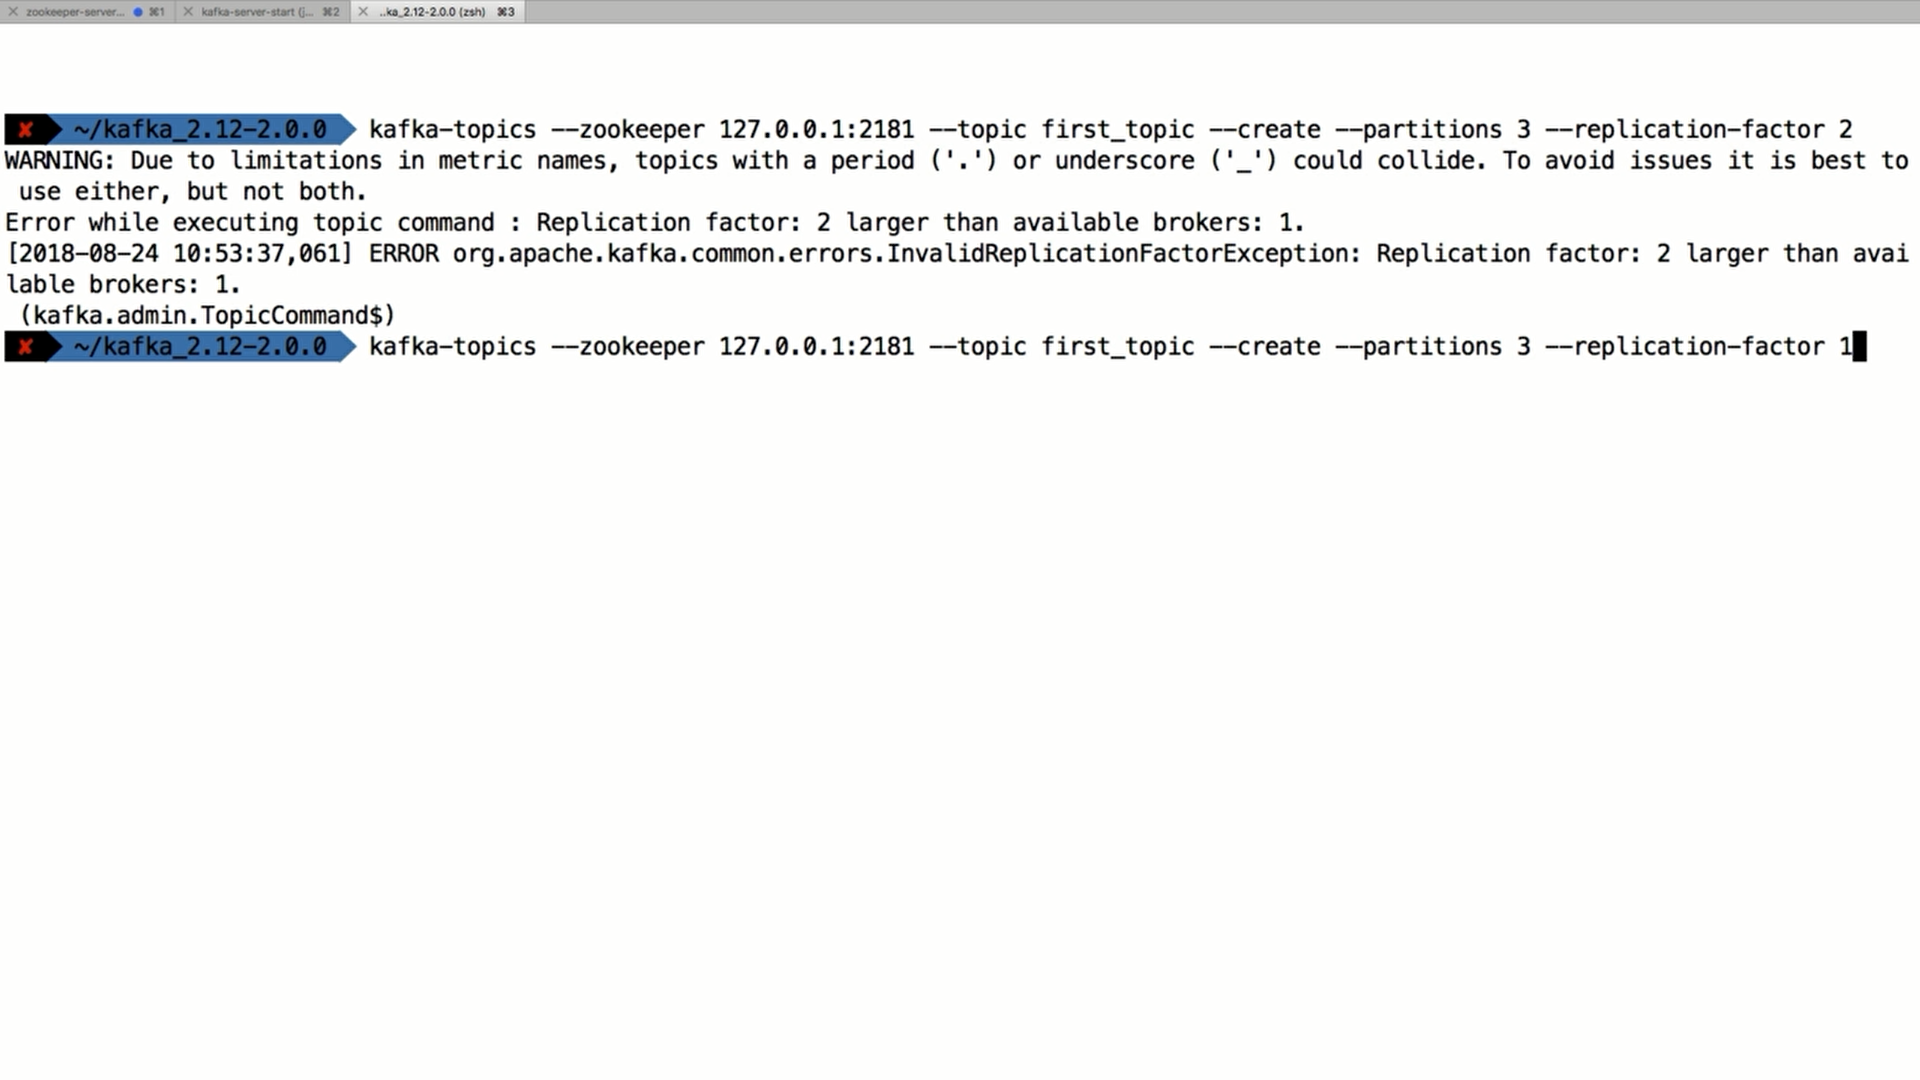 zookeeper-server... ⌘1 kafka-server-start (j... ⌘2 ..ka_2.12-2.0.0 (zsh) ⌘3
✘ ~/kafka_2.12-2.0.0 kafka-topics --zookeeper 127.0.0.1:2181 --topic first_topic --create --partitions 3 --replication-factor 2
WARNING: Due to limitations in metric names, topics with a period ('.') or underscore ('_') could collide. To avoid issues it is best to
use either, but not both.
Error while executing topic command : Replication factor: 2 larger than available brokers: 1.
[2018-08-24 10:53:37,061] ERROR org.apache.kafka.common.errors.InvalidReplicationFactorException: Replication factor: 2 larger than avai
lable brokers: 1.
(kafka.admin.TopicCommand$)
✘ ~/kafka_2.12-2.0.0 kafka-topics --zookeeper 127.0.0.1:2181 --topic first_topic --create --partitions 3 --replication-factor 1